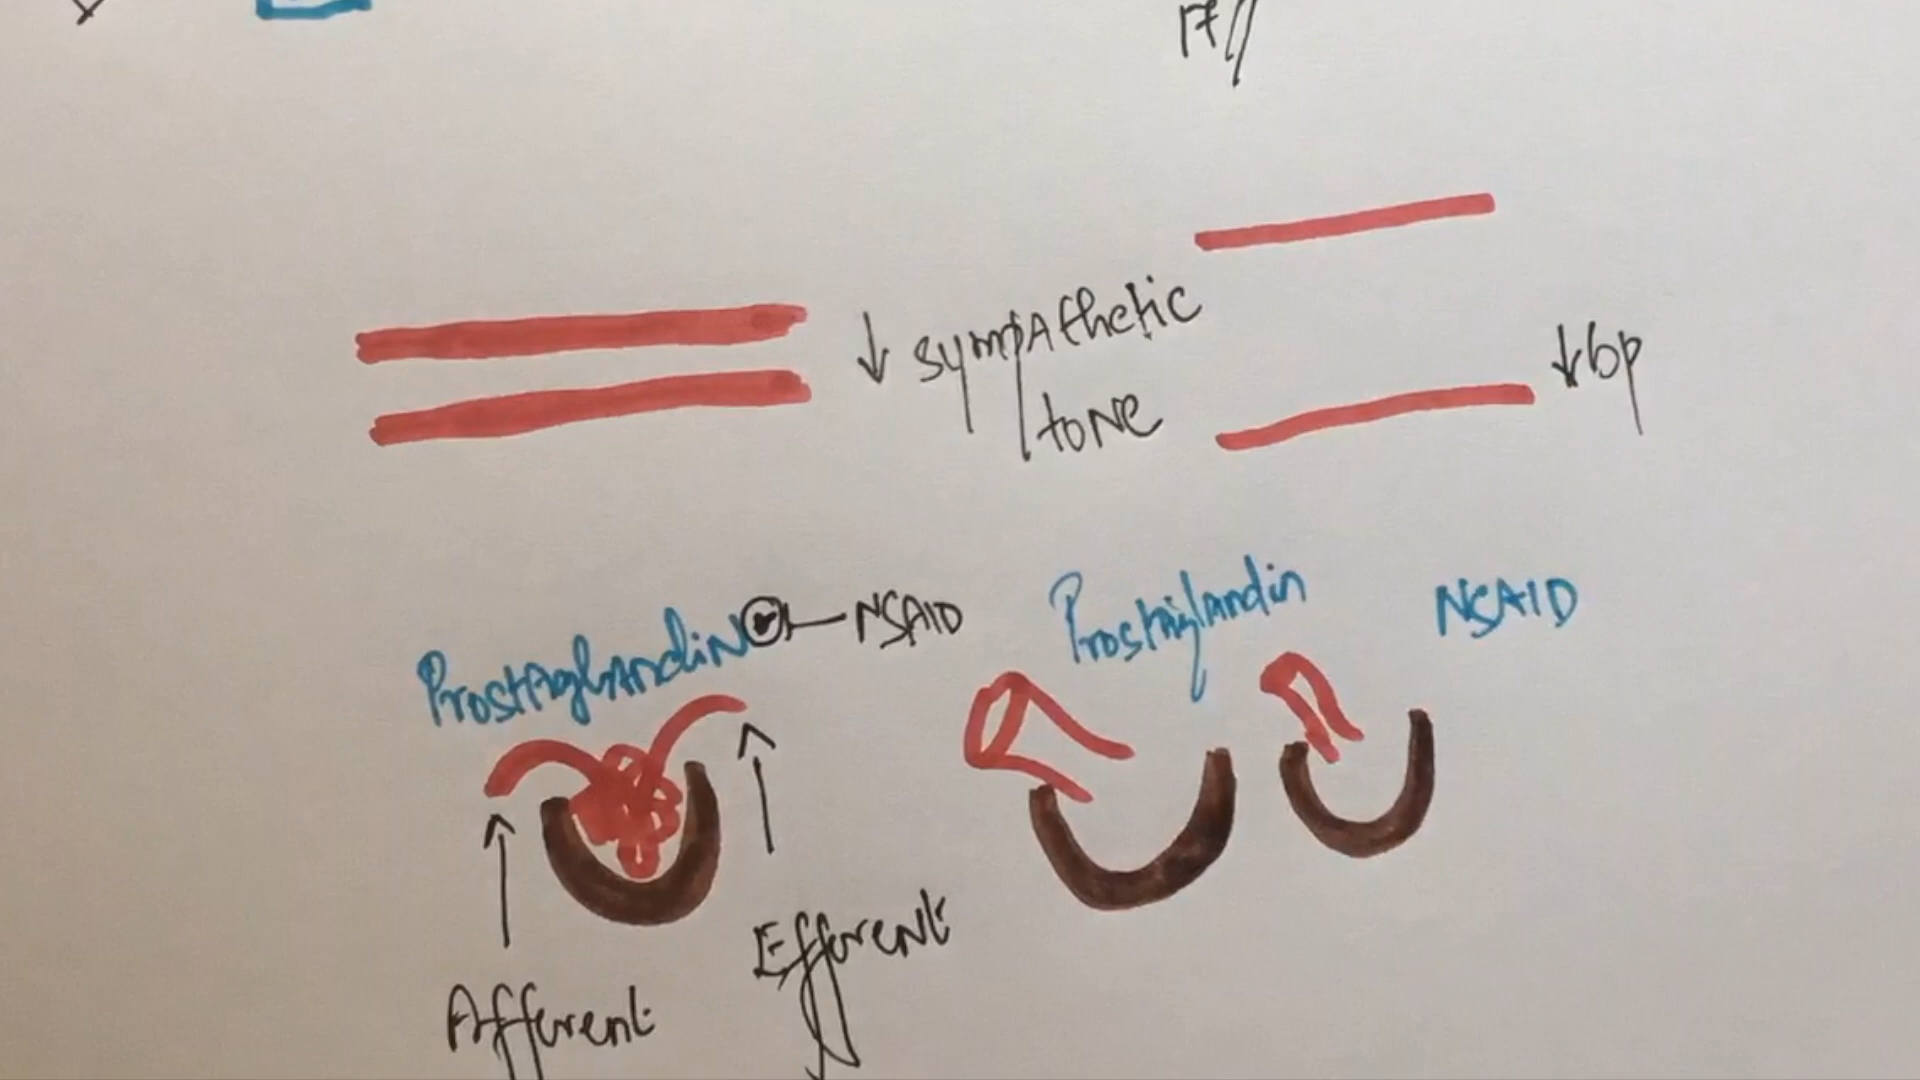 ↓ sympathetic
tone
↓bp
Prostaglandin
NSAID
Prostaglandin
NSAID
Afferent
Efferent